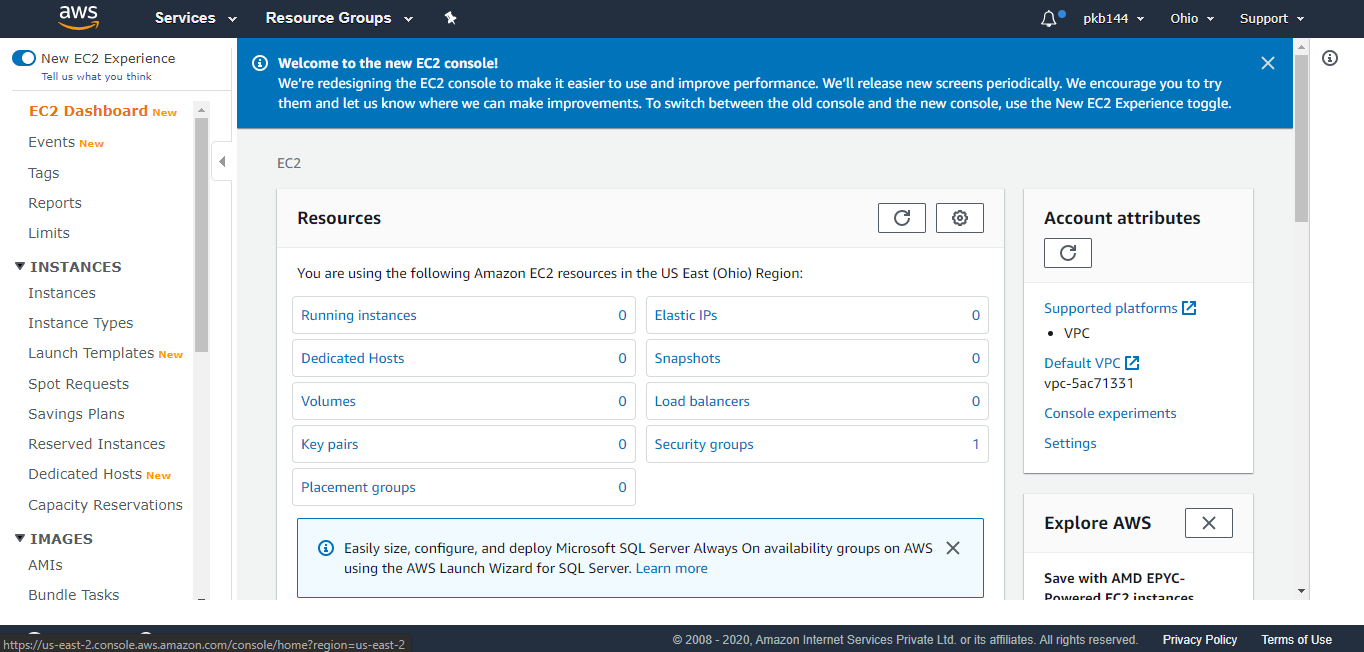 aws Services Resource Groups pkb144 Ohio Support
New EC2 Experience
Tell us what you think
EC2 Dashboard New
Events New
Tags
Reports
Limits
INSTANCES
Instances
Instance Types
Launch Templates New
Spot Requests
Savings Plans
Reserved Instances
Dedicated Hosts New
Capacity Reservations
IMAGES
AMIs
Bundle Tasks
Welcome to the new EC2 console!
We're redesigning the EC2 console to make it easier to use and improve performance. We'll release new screens periodically. We encourage you to try
them and let us know where we can make improvements. To switch between the old console and the new console, use the New EC2 Experience toggle.
EC2
Resources
You are using the following Amazon EC2 resources in the US East (Ohio) Region:
Running instances 0
Elastic IPs 0
Dedicated Hosts 0
Snapshots 0
Volumes 0
Load balancers 0
Key pairs 0
Security groups 1
Placement groups 0
Easily size, configure, and deploy Microsoft SQL Server Always On availability groups on AWS
using the AWS Launch Wizard for SQL Server. Learn more
Account attributes
Supported platforms
VPC
Default VPC
vpc-5ac71331
Console experiments
Settings
Explore AWS
Save with AMD EPYC-
Powered EC2 instances
https://us-east-2.console.aws.amazon.com/console/home?region=us-east-2
© 2008 - 2020, Amazon Internet Services Private Ltd. or its affiliates. All rights reserved. Privacy Policy Terms of Use